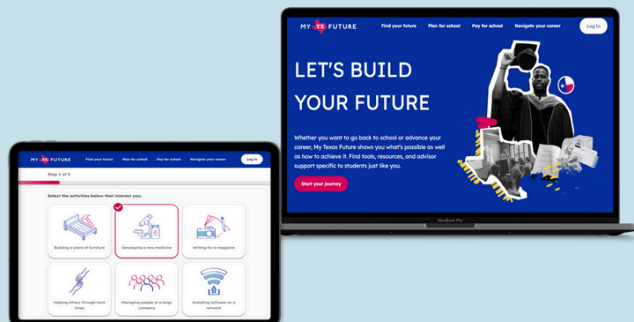 MY TX FUTURE
Find your future Plan for school Pay for school Navigate your career Log In
LET'S BUILD
YOUR FUTURE
Whether you want to go back to school or advance your
career, My Texas Future shows you what's possible as well
as how to achieve it. Find tools, resources, and advisor
support specific to students just like you.
Start your journey
MacBook Pro
MY TX FUTURE
Find your future Plan for school Pay for school Navigate your career Log In
Step 1 of 5
Select the activities below that interest you:
Building a piece of furniture
Developing a new medicine
Writing for a magazine
Helping others through hard
times
Managing people at a large
company
Installing software on a
network